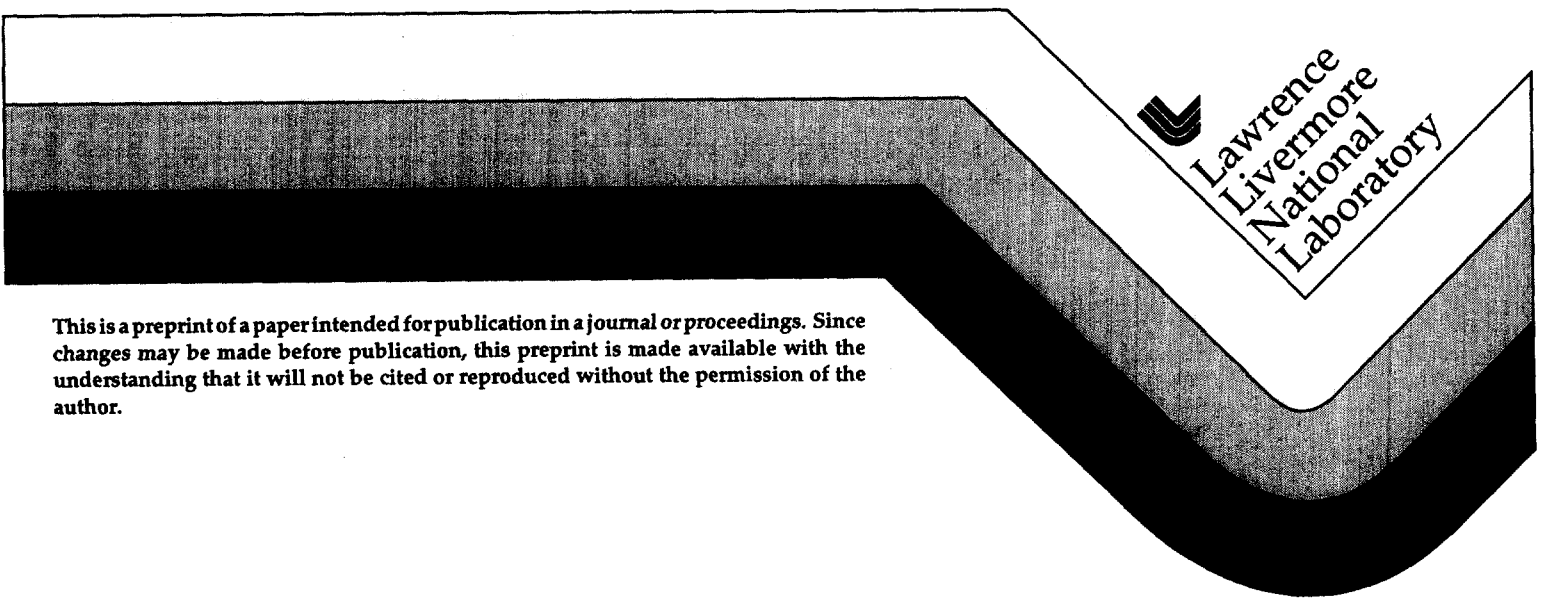 Lawrence
Livermore
National
Laboratory
This is a preprint of a paper intended for publication in a journal or proceedings. Since
changes may be made before publication, this preprint is made available with the
understanding that it will not be cited or reproduced without the permission of the
author.